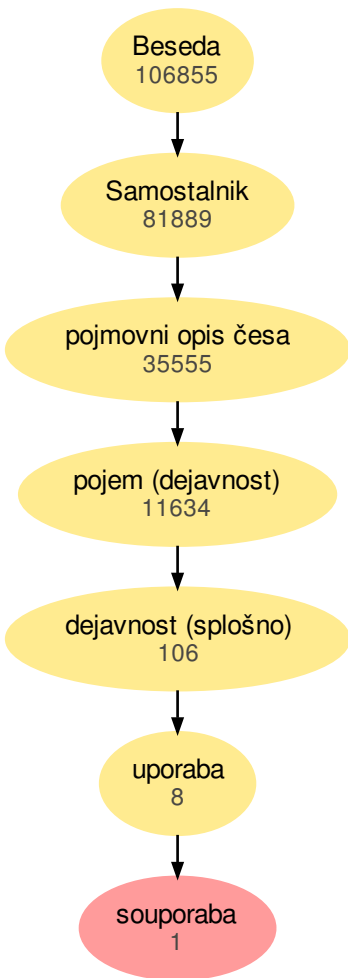 Beseda
106855
Samostalnik
81889
pojmovni opis česa
35555
pojem (dejavnost)
11634
dejavnost (splošno)
106
uporaba
8
souporaba
1